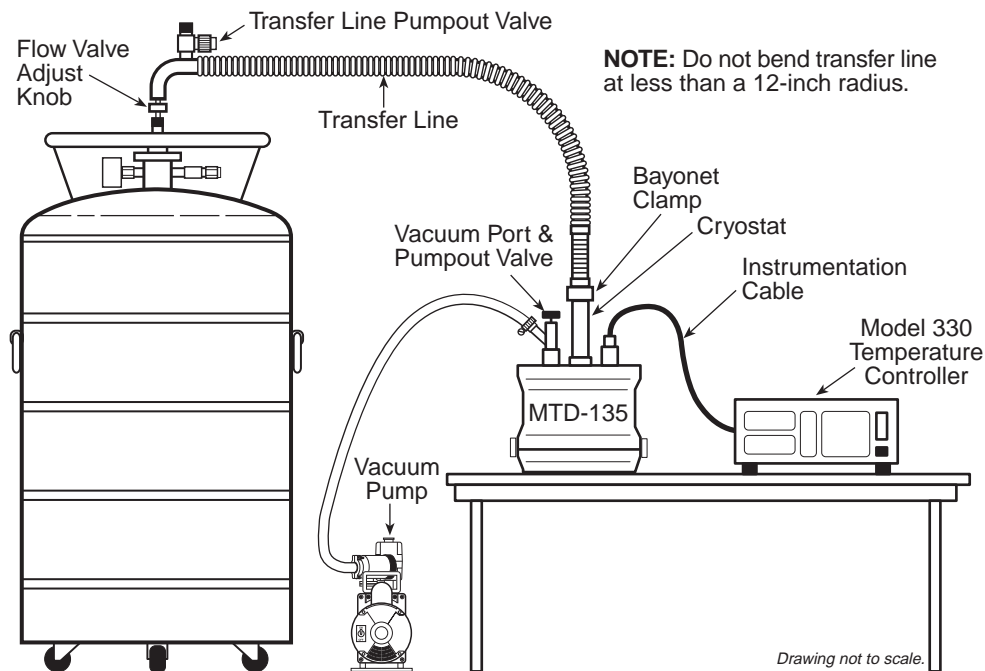 Transfer Line Pumpout Valve
Flow Valve
Adjust
Knob
NOTE: Do not bend transfer line
at less than a 12-inch radius.
Transfer Line
Bayonet
Clamp
Cryostat
Vacuum Port &
Pumpout Valve
Instrumentation
Cable
Model 330
Temperature
Controller
MTD-135
Vacuum
Pump
Drawing not to scale.